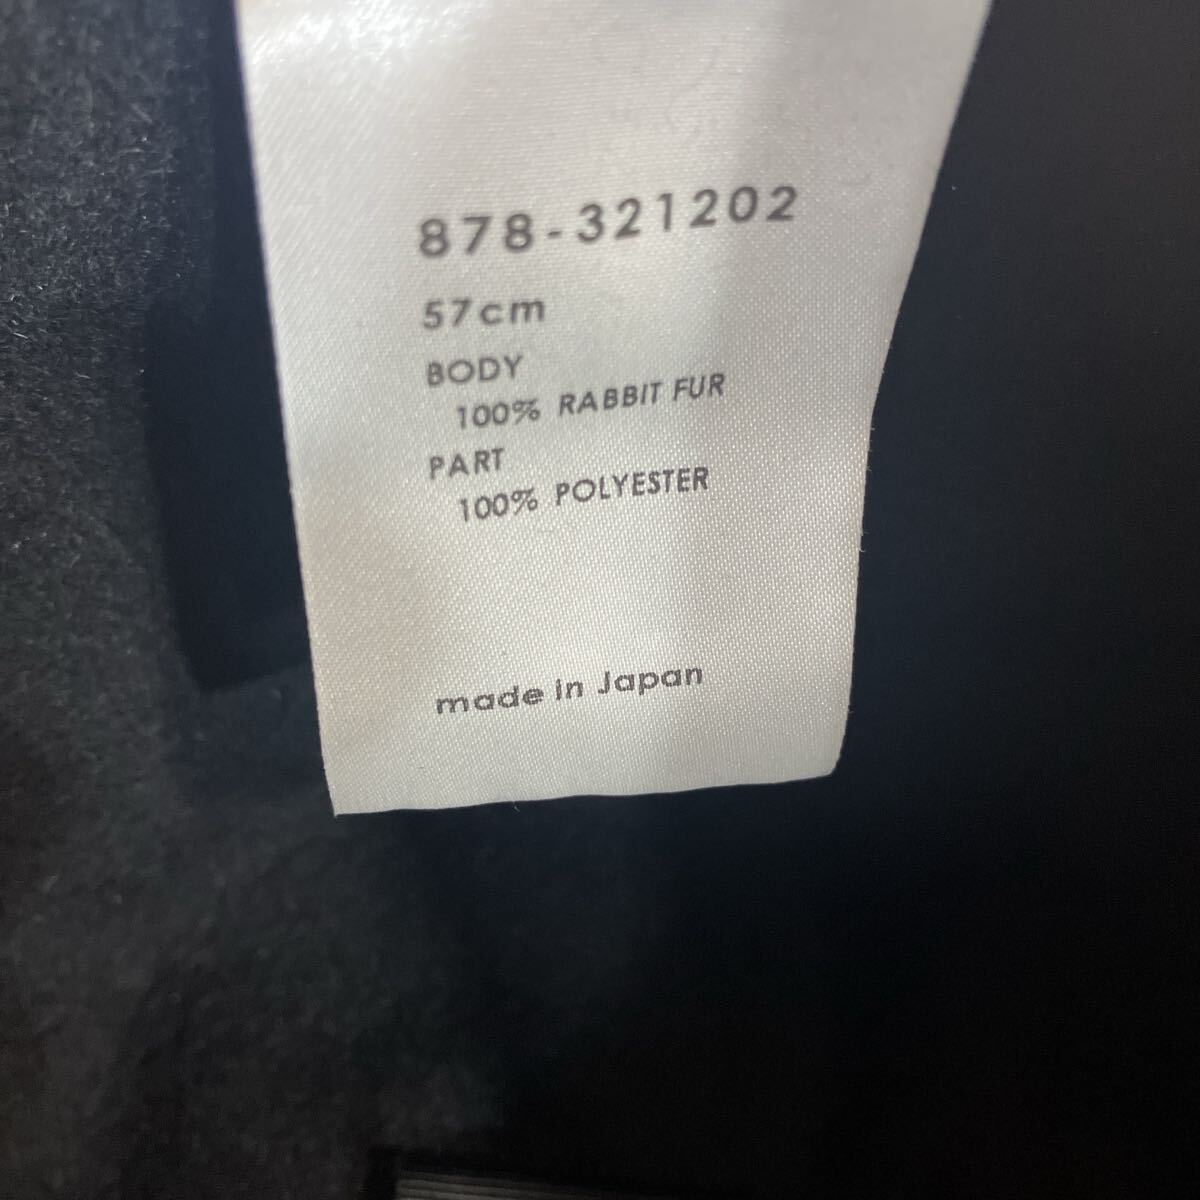 878-321202
57cm
BODY
100% RABBIT FUR
PART
100% POLYESTER
made in Japan